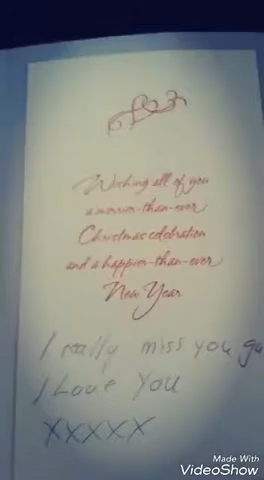 Wishing all of you
a merrier-than-ever
Christmas celebration
and a happier-than-ever
New Year
I really miss you gu
I Love You
XXXXX
Made With
VideoShow